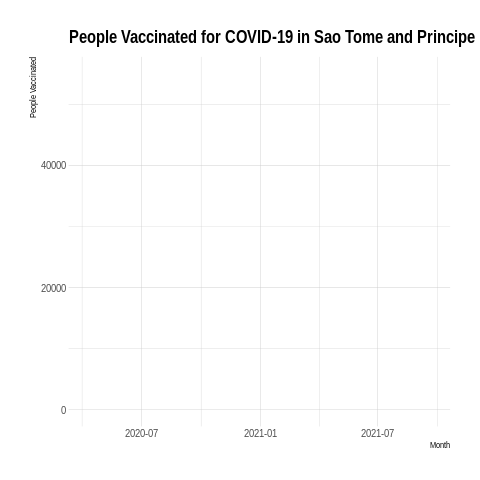 People Vaccinated for COVID-19 in Sao Tome and Principe
People Vaccinated
40000
20000
0
2020-07
2021-01
2021-07
Month